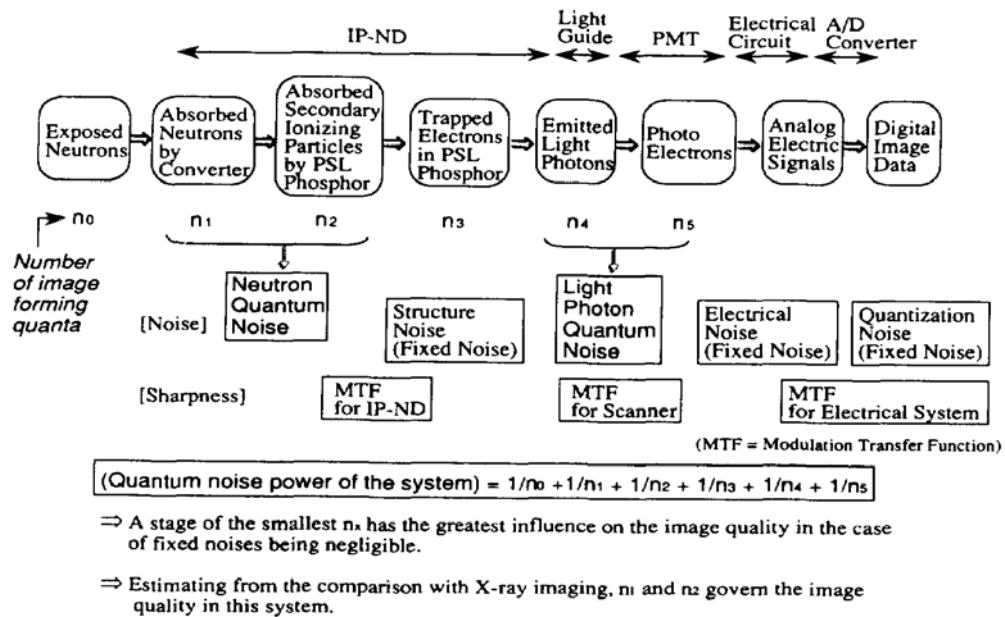 IP-ND
Light
Guide
PMT
Electrical
Circuit
A/D
Converter
Exposed
Neutrons
Absorbed
Neutrons
by
Converter
Absorbed
Secondary
Ionizing
Particles
by PSL
Phosphor
Trapped
Electrons
in PSL
Phosphor
Emitted
Light
Photons
Photo
Electrons
Analog
Electric
Signals
Digital
Image
Data
n0 n1 n2 n3 n4 n5
Number
of image
forming
quanta
[Noise]
Neutron
Quantum
Noise
Structure
Noise
(Fixed Noise)
Light
Photon
Quantum
Noise
Electrical
Noise
(Fixed Noise)
Quantization
Noise
(Fixed Noise)
[Sharpness]
MTF
for IP-ND
MTF
for Scanner
MTF
for Electrical System
(MTF = Modulation Transfer Function)
(Quantum noise power of the system) = 1/n0 +1/n1 + 1/n2 + 1/n3 + 1/n4 + 1/n5
⇒ A stage of the smallest nx has the greatest influence on the image quality in the case
of fixed noises being negligible.
⇒ Estimating from the comparison with X-ray imaging, n1 and n2 govern the image
quality in this system.